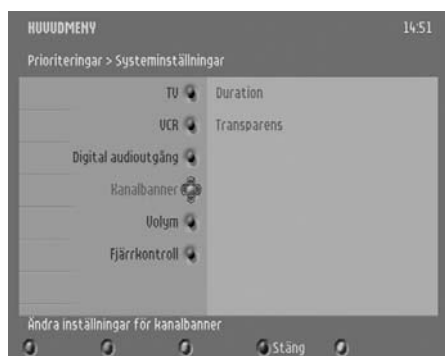 HUVUDMENY 14:51
Prioriteringar > Systeminställningar
TV Duration
VCR Transparens
Digital audioutgång
Kanalbanner
Volym
Fjärrkontroll
Ändra inställningar för kanalbanner
Stäng